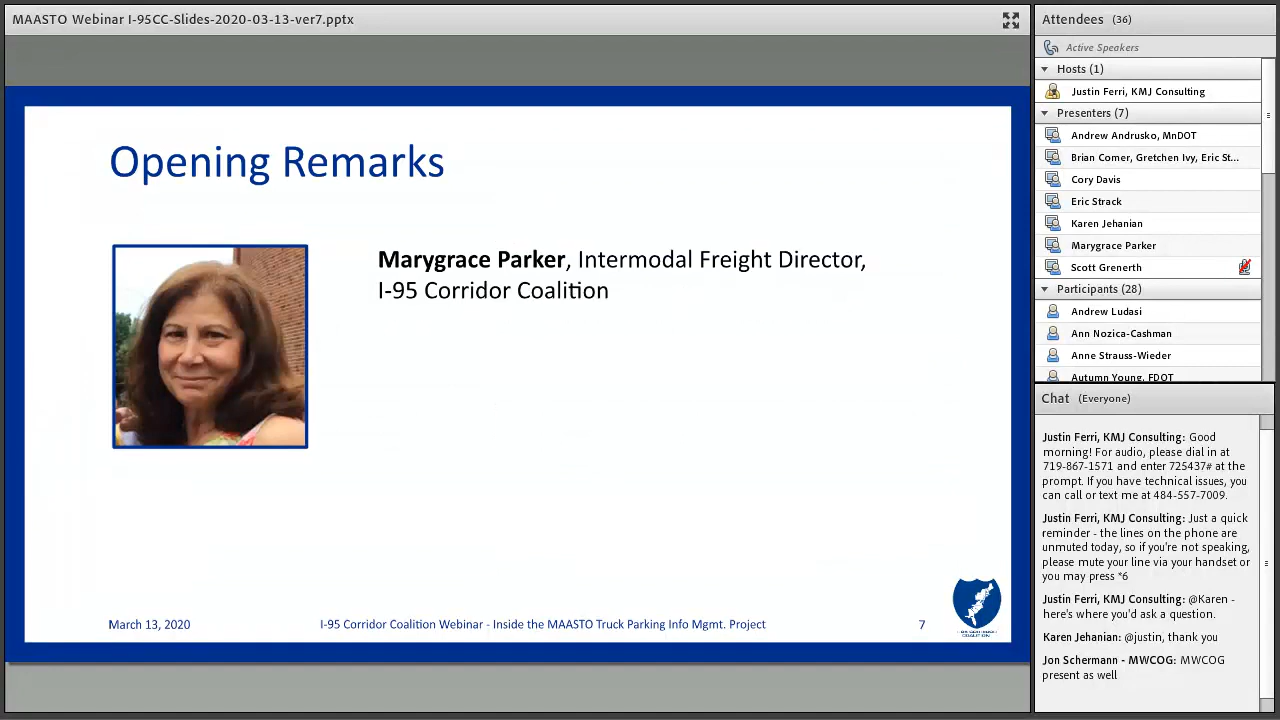 MAASTO Webinar I-95CC-Slides-2020-03-13-ver7.pptx
Opening Remarks
Marygrace Parker, Intermodal Freight Director,
I-95 Corridor Coalition
March 13, 2020
I-95 Corridor Coalition Webinar - Inside the MAASTO Truck Parking Info Mgmt. Project
7
COALITION
Attendees (36)
Active Speakers
Hosts (1)
Justin Ferri, KMJ Consulting
Presenters (7)
Andrew Andrusko, MnDOT
Brian Comer, Gretchen Ivy, Eric St...
Cory Davis
Eric Strack
Karen Jehanian
Marygrace Parker
Scott Grenerth
Participants (28)
Andrew Ludasi
Ann Nozica-Cashman
Anne Strauss-Wieder
Autumn Young, FDOT
Chat (Everyone)
Justin Ferri, KMJ Consulting: Good
morning! For audio, please dial in at
719-867-1571 and enter 725437# at the
prompt. If you have technical issues, you
can call or text me at 484-557-7009.
Justin Ferri, KMJ Consulting: Just a quick
reminder - the lines on the phone are
unmuted today, so if you're not speaking,
please mute your line via your handset or
you may press *6
Justin Ferri, KMJ Consulting: @Karen -
here's where you'd ask a question.
Karen Jehanian: @justin, thank you
Jon Schermann - MWCOG: MWCOG
present as well